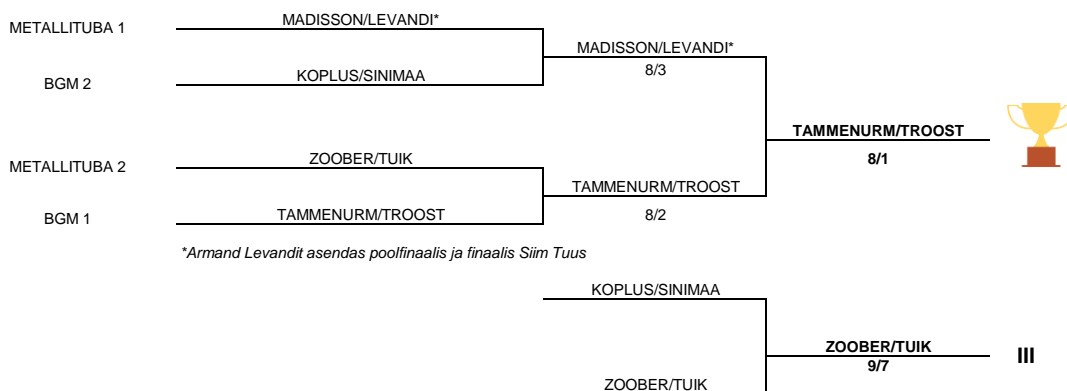 METALLITUBA 1
MADISSON/LEVANDI*
MADISSON/LEVANDI*
8/3
BGM 2
KOPLUS/SINIMAA
TAMMENURM/TROOST
8/1
METALLITUBA 2
ZOOBER/TUIK
TAMMENURM/TROOST
8/2
BGM 1
TAMMENURM/TROOST
*Armand Levandit asendas poolfinaalis ja finaalis Siim Tuus
KOPLUS/SINIMAA
ZOOBER/TUIK
9/7
III
ZOOBER/TUIK